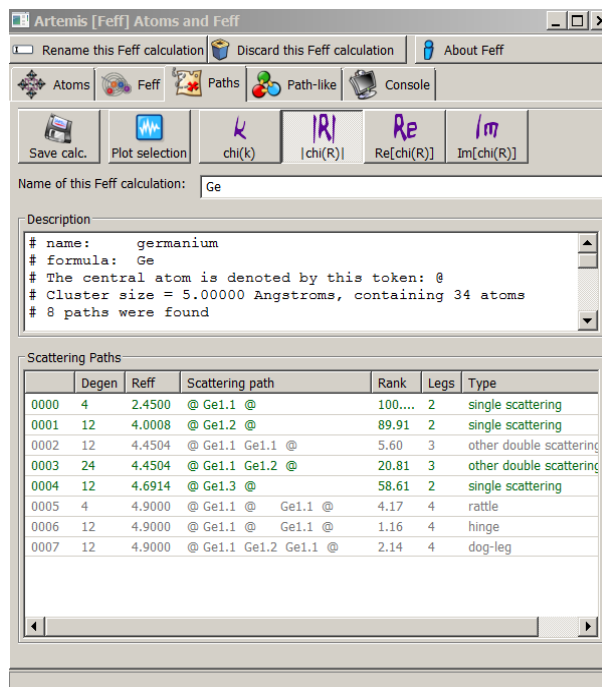 Artemis [Feff] Atoms and Feff
Rename this Feff calculation Discard this Feff calculation About Feff
Atoms Feff Paths Path-like Console
k |R| Re Im
Save calc. Plot selection chi(k) |chi(R)| Re[chi(R)] Im[chi(R)]
Name of this Feff calculation: Ge
Description
# name: germanium
# formula: Ge
# The central atom is denoted by this token: @
# Cluster size = 5.00000 Angstroms, containing 34 atoms
# 8 paths were found
Scattering Paths
Degen Reff Scattering path Rank Legs Type
0000 4 2.4500 @ Ge1.1 @ 100.... 2 single scattering
0001 12 4.0008 @ Ge1.2 @ 89.91 2 single scattering
0002 12 4.4504 @ Ge1.1 Ge1.1 @ 5.60 3 other double scattering
0003 24 4.4504 @ Ge1.1 Ge1.2 @ 20.81 3 other double scattering
0004 12 4.6914 @ Ge1.3 @ 58.61 2 single scattering
0005 4 4.9000 @ Ge1.1 @ Ge1.1 @ 4.17 4 rattle
0006 12 4.9000 @ Ge1.1 @ Ge1.1 @ 1.16 4 hinge
0007 12 4.9000 @ Ge1.1 Ge1.2 Ge1.1 @ 2.14 4 dog-leg